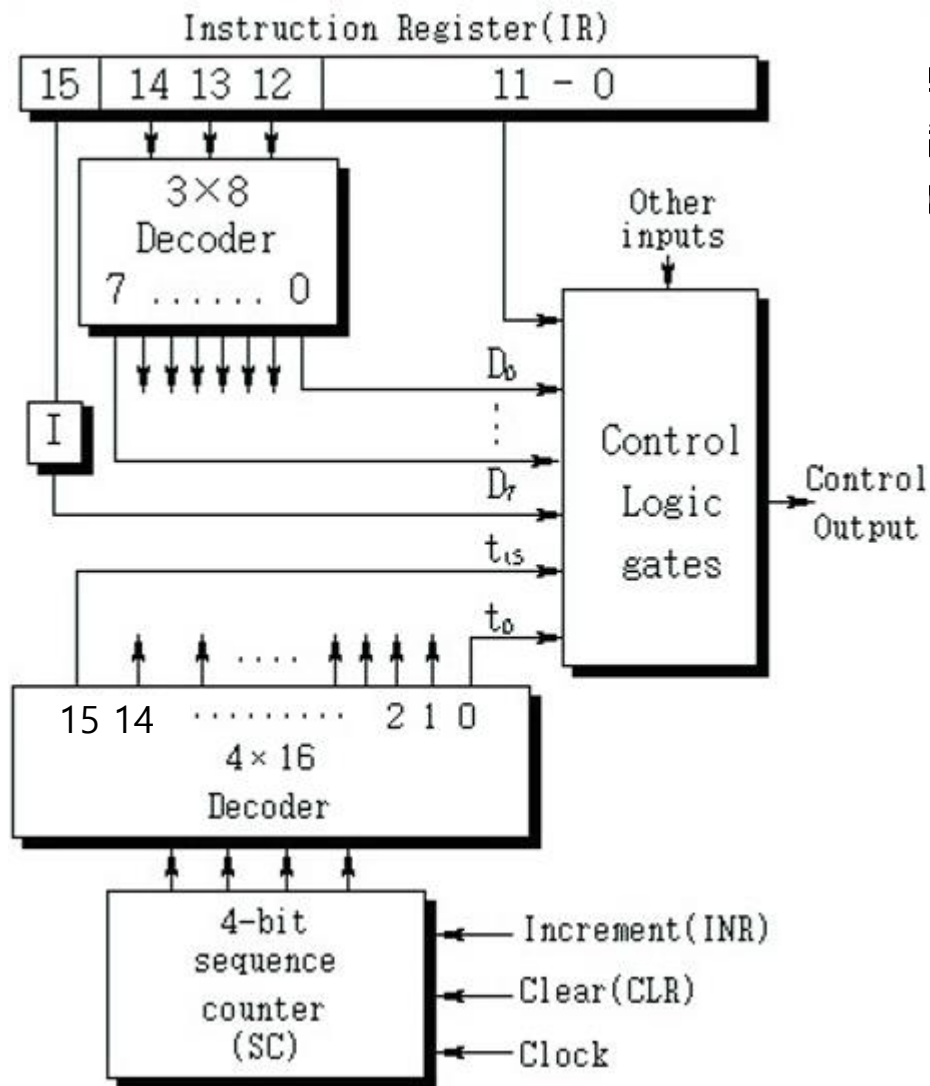 Instruction Register(IR)
15 14 13 12 11 - 0
3×8
Decoder
7 ...... 0
Other
inputs
D₀
I
D₇
Control
Logic
gates
Control
Output
t₁₅
t₀
....
15 14 ......... 2 1 0
4×16
Decoder
4-bit
sequence
counter
(SC)
Increment(INR)
Clear(CLR)
Clock